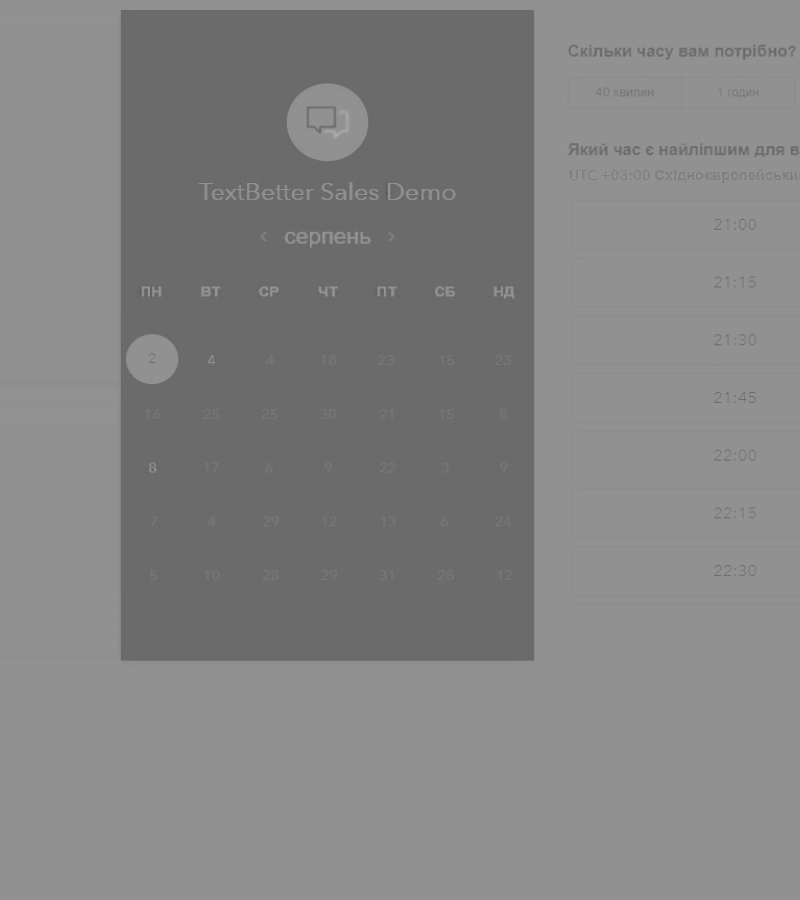 TextBetter Sales Demo
серпень
ПН ВТ СР ЧТ ПТ СБ НД
2 4 4 18 23 15 23
16 25 25 30 21 15 8
8 17 6 9 22 3 9
7 4 29 12 13 6 24
5 10 28 29 31 28 12
Скільки часу вам потрібно?
40 хвилин 1 годин
Який час є найліпшим для в
UTC +03:00 Східноєвропейськи
21:00
21:15
21:30
21:45
22:00
22:15
22:30